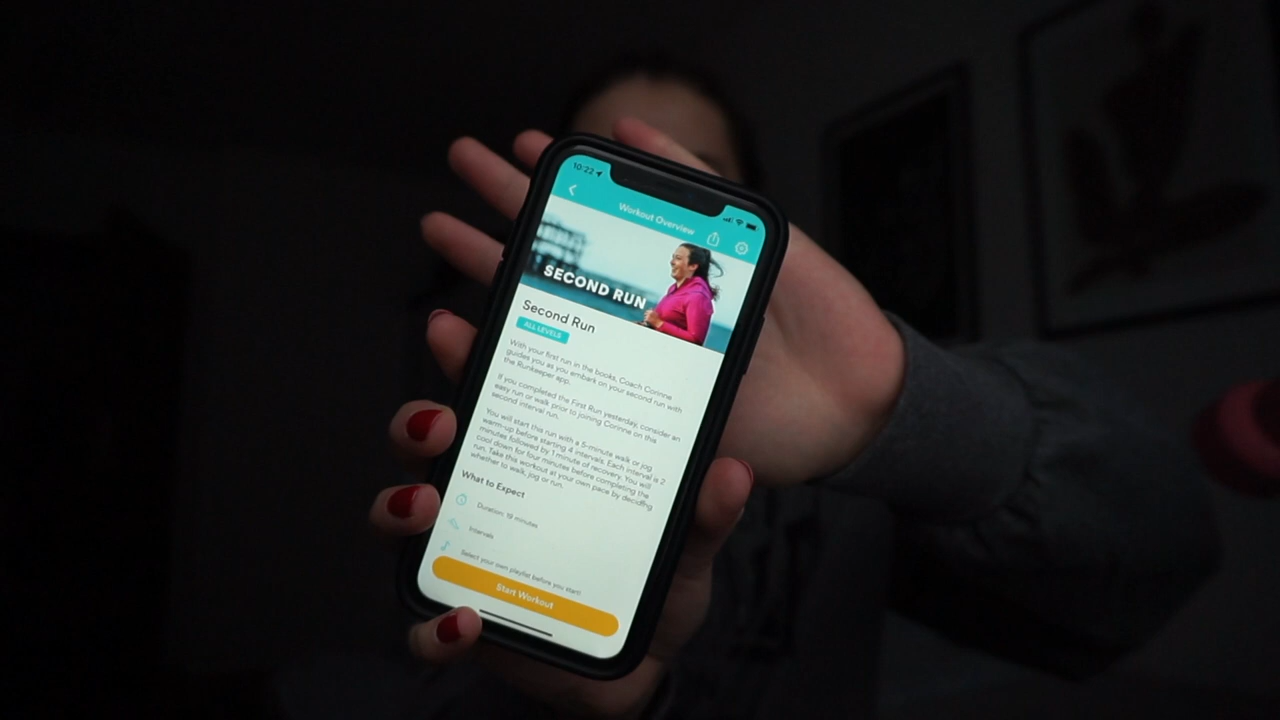 10:22
Workout Overview
SECOND RUN
Second Run
ALL LEVELS
With your first run in the books, Coach Corinne
guides you as you embark on your second run with
the Runkeeper app.
If you completed the First Run yesterday, consider an
easy run or walk prior to joining Corinne on this
second interval run.
You will start this run with a 5-minute walk or jog
warm-up before starting 4 intervals. Each interval is 2
minutes followed by 1 minute of recovery. You will
cool down for four minutes before completing the
run. Take this workout at your own pace by deciding
whether to walk, jog or run.
What to Expect
Duration: 19 minutes
Intervals
Select your own playlist before you start!
Start Workout